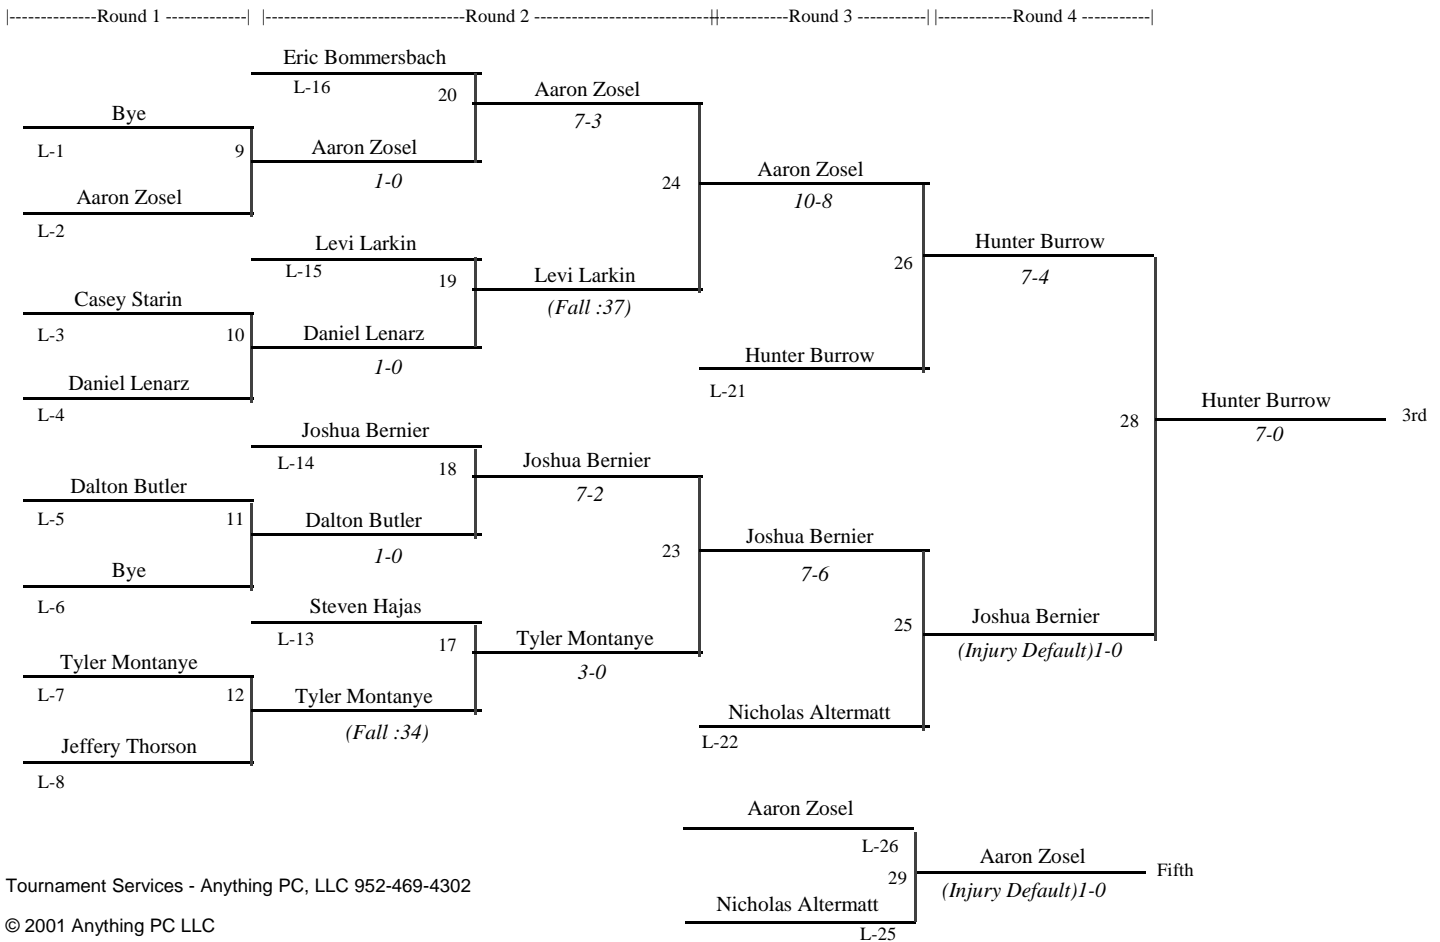 |--------------Round 1 -------------| |--------------------------------Round 2 ----------------------------||-----------Round 3 -----------| |------------Round 4 -----------|
Eric Bommersbach
L-16
20
Aaron Zosel
7-3
Bye
L-1
9
Aaron Zosel
1-0
Aaron Zosel
L-2
24
Aaron Zosel
10-8
Levi Larkin
L-15
19
Levi Larkin
(Fall :37)
Casey Starin
L-3
10
Daniel Lenarz
1-0
Daniel Lenarz
L-4
Hunter Burrow
7-4
26
Hunter Burrow
L-21
Hunter Burrow
7-0
3rd
28
Joshua Bernier
L-14
18
Joshua Bernier
7-2
Dalton Butler
L-5
11
Dalton Butler
1-0
Bye
L-6
23
Joshua Bernier
7-6
Steven Hajas
L-13
17
Tyler Montanye
3-0
Tyler Montanye
L-7
12
Tyler Montanye
(Fall :34)
Jeffery Thorson
L-8
25
Joshua Bernier
(Injury Default)1-0
Nicholas Altermatt
L-22
Aaron Zosel
L-26
29
Aaron Zosel
(Injury Default)1-0
Fifth
Nicholas Altermatt
L-25
Tournament Services - Anything PC, LLC 952-469-4302
© 2001 Anything PC LLC